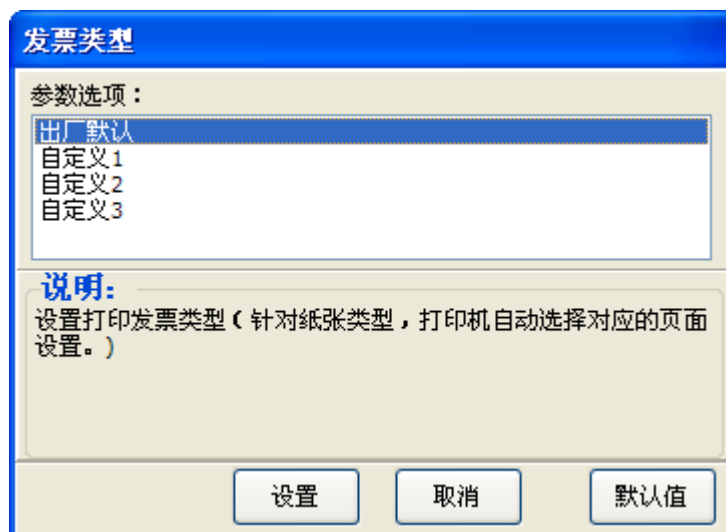 发票类型
参数选项：
出厂默认
自定义1
自定义2
自定义3
说明:
设置打印发票类型（针对纸张类型，打印机自动选择对应的页面
设置。）
设置 取消 默认值